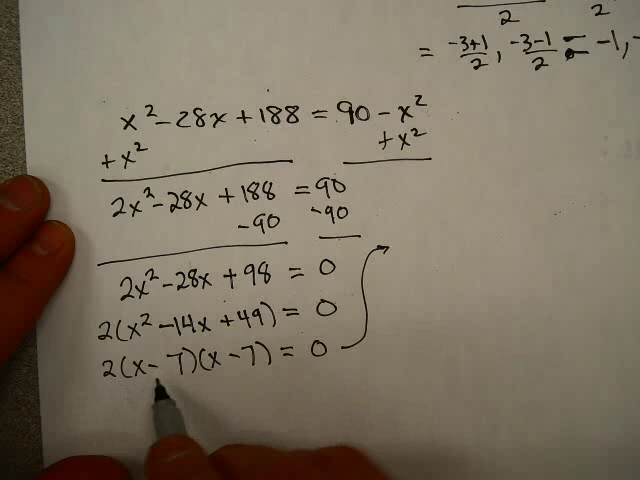 2 2
= -3+1/2, -3-1/2 = -1, -
x² - 28x + 188 = 90 - x²
+x² +x²
2x² - 28x + 188 = 90
-90 -90
2x² - 28x + 98 = 0
2(x² - 14x + 49) = 0
2(x - 7)(x - 7) = 0